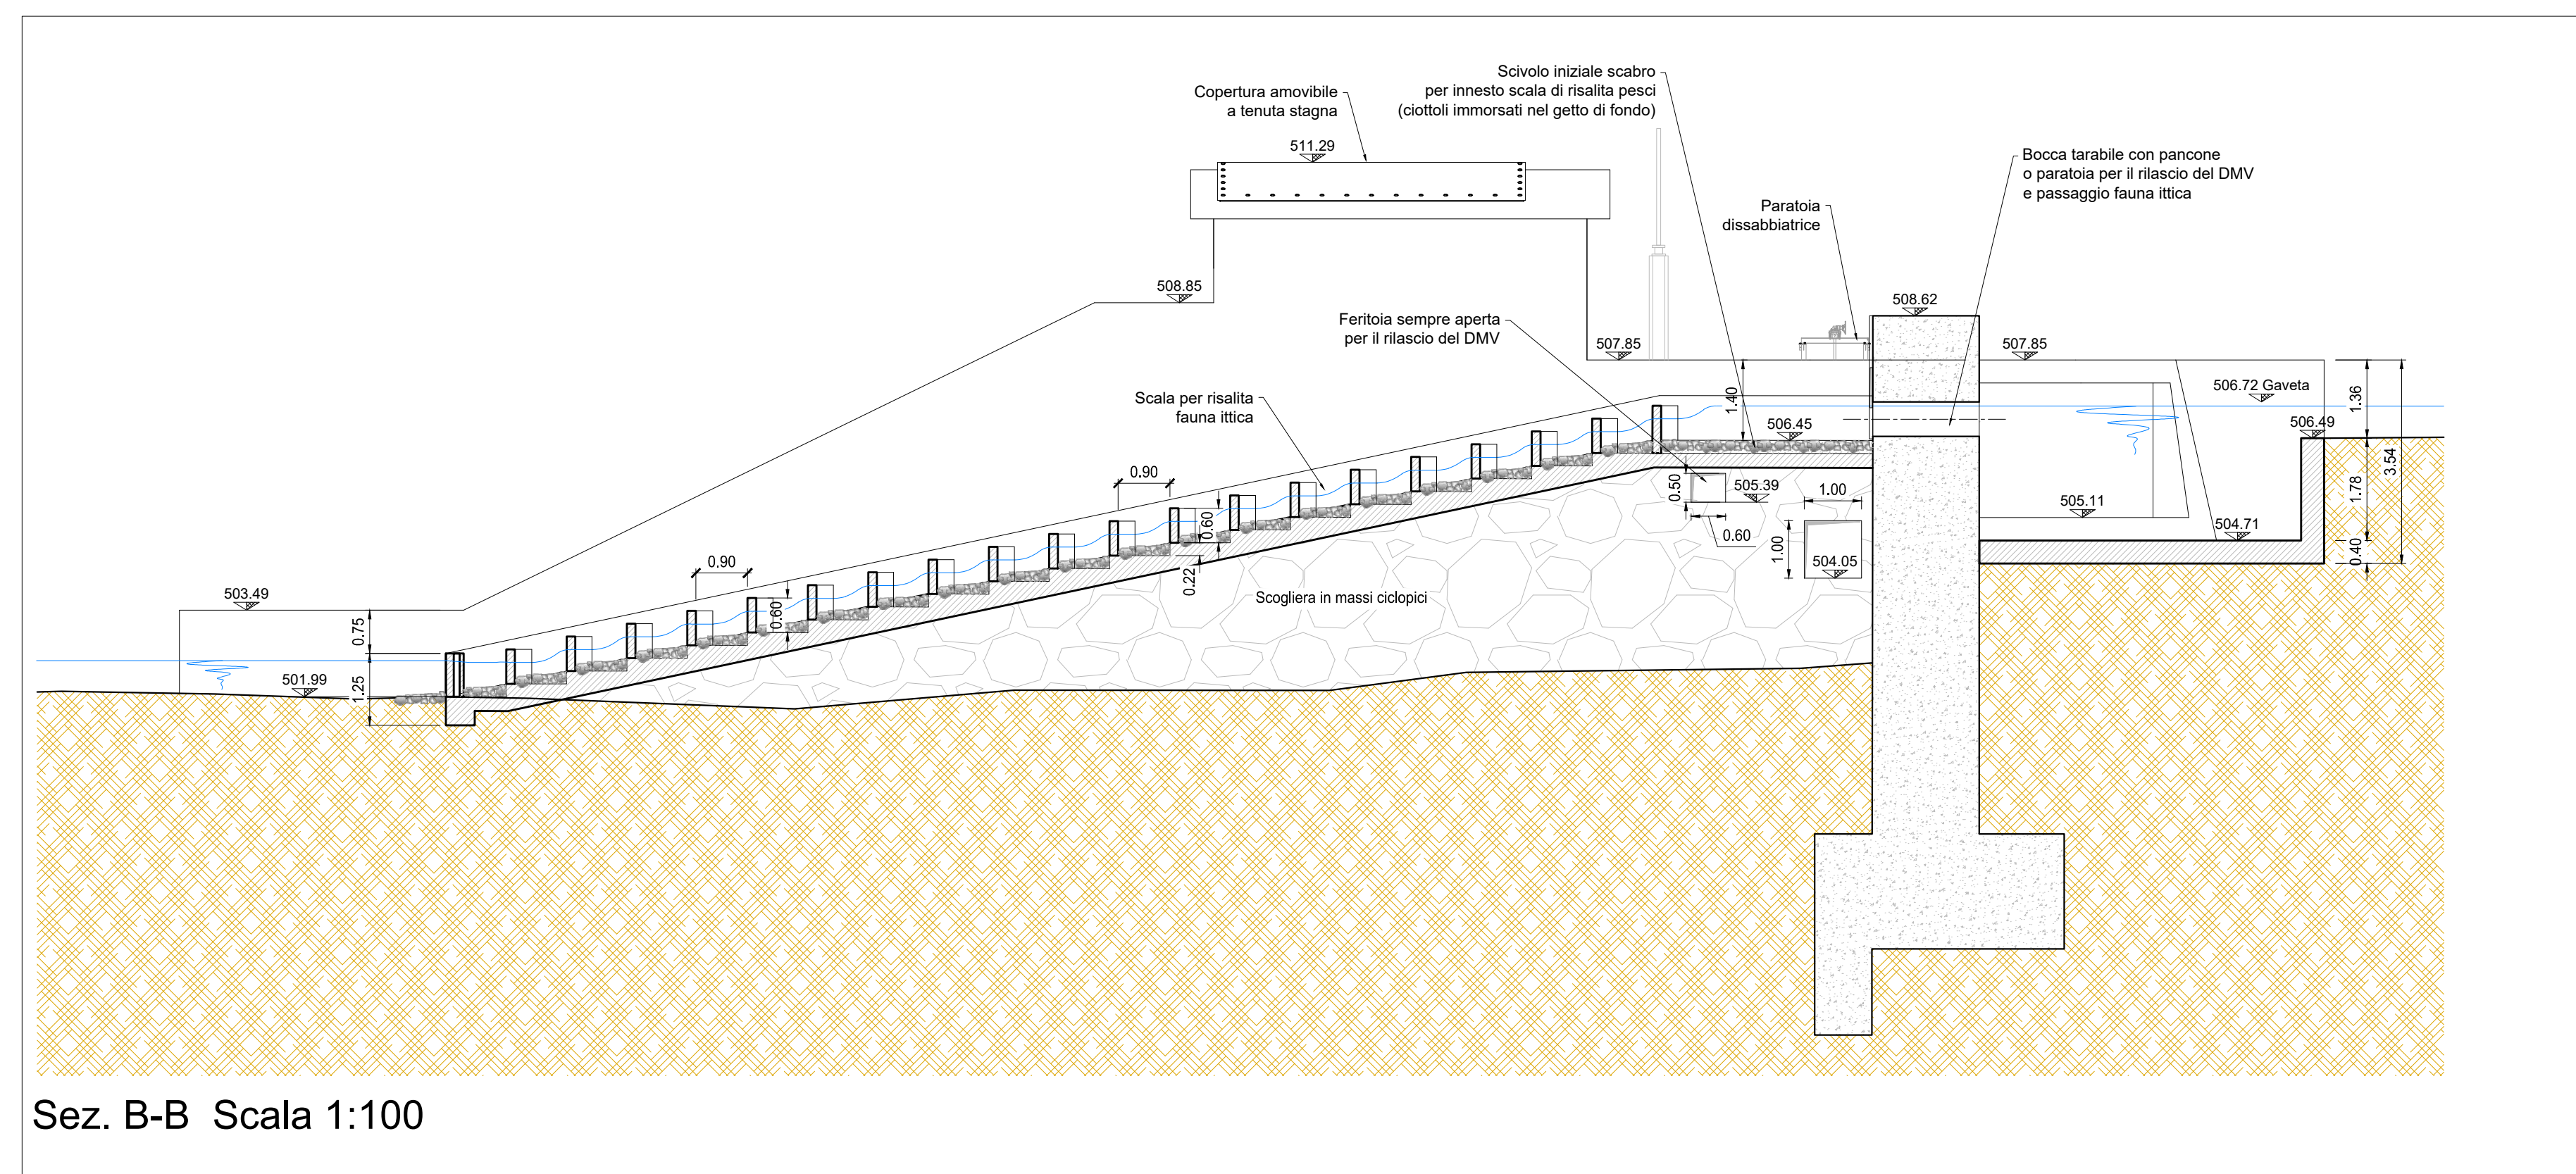 Scivolo iniziale scabro
per innesto scala di risalita pesci
(ciottoli immorsati nel getto di fondo)
Copertura amovibile
a tenuta stagna
511.29
Bocca tarabile con pancone
o paratoia per il rilascio del DMV
e passaggio fauna ittica
Paratoia
dissabbiatrice
508.85
508.62
Feritoia sempre aperta
per il rilascio del DMV
507.85
507.85
506.72 Gaveta
1.40
1.36
Scala per risalita
fauna ittica
506.45
506.49
3.54
0.90
0.50
505.39
1.00
1.78
505.11
0.60
504.71
0.60
1.00
0.40
0.90
504.05
0.22
503.49
0.60
Scogliera in massi ciclopici
0.75
501.99
1.25
Sez. B-B Scala 1:100